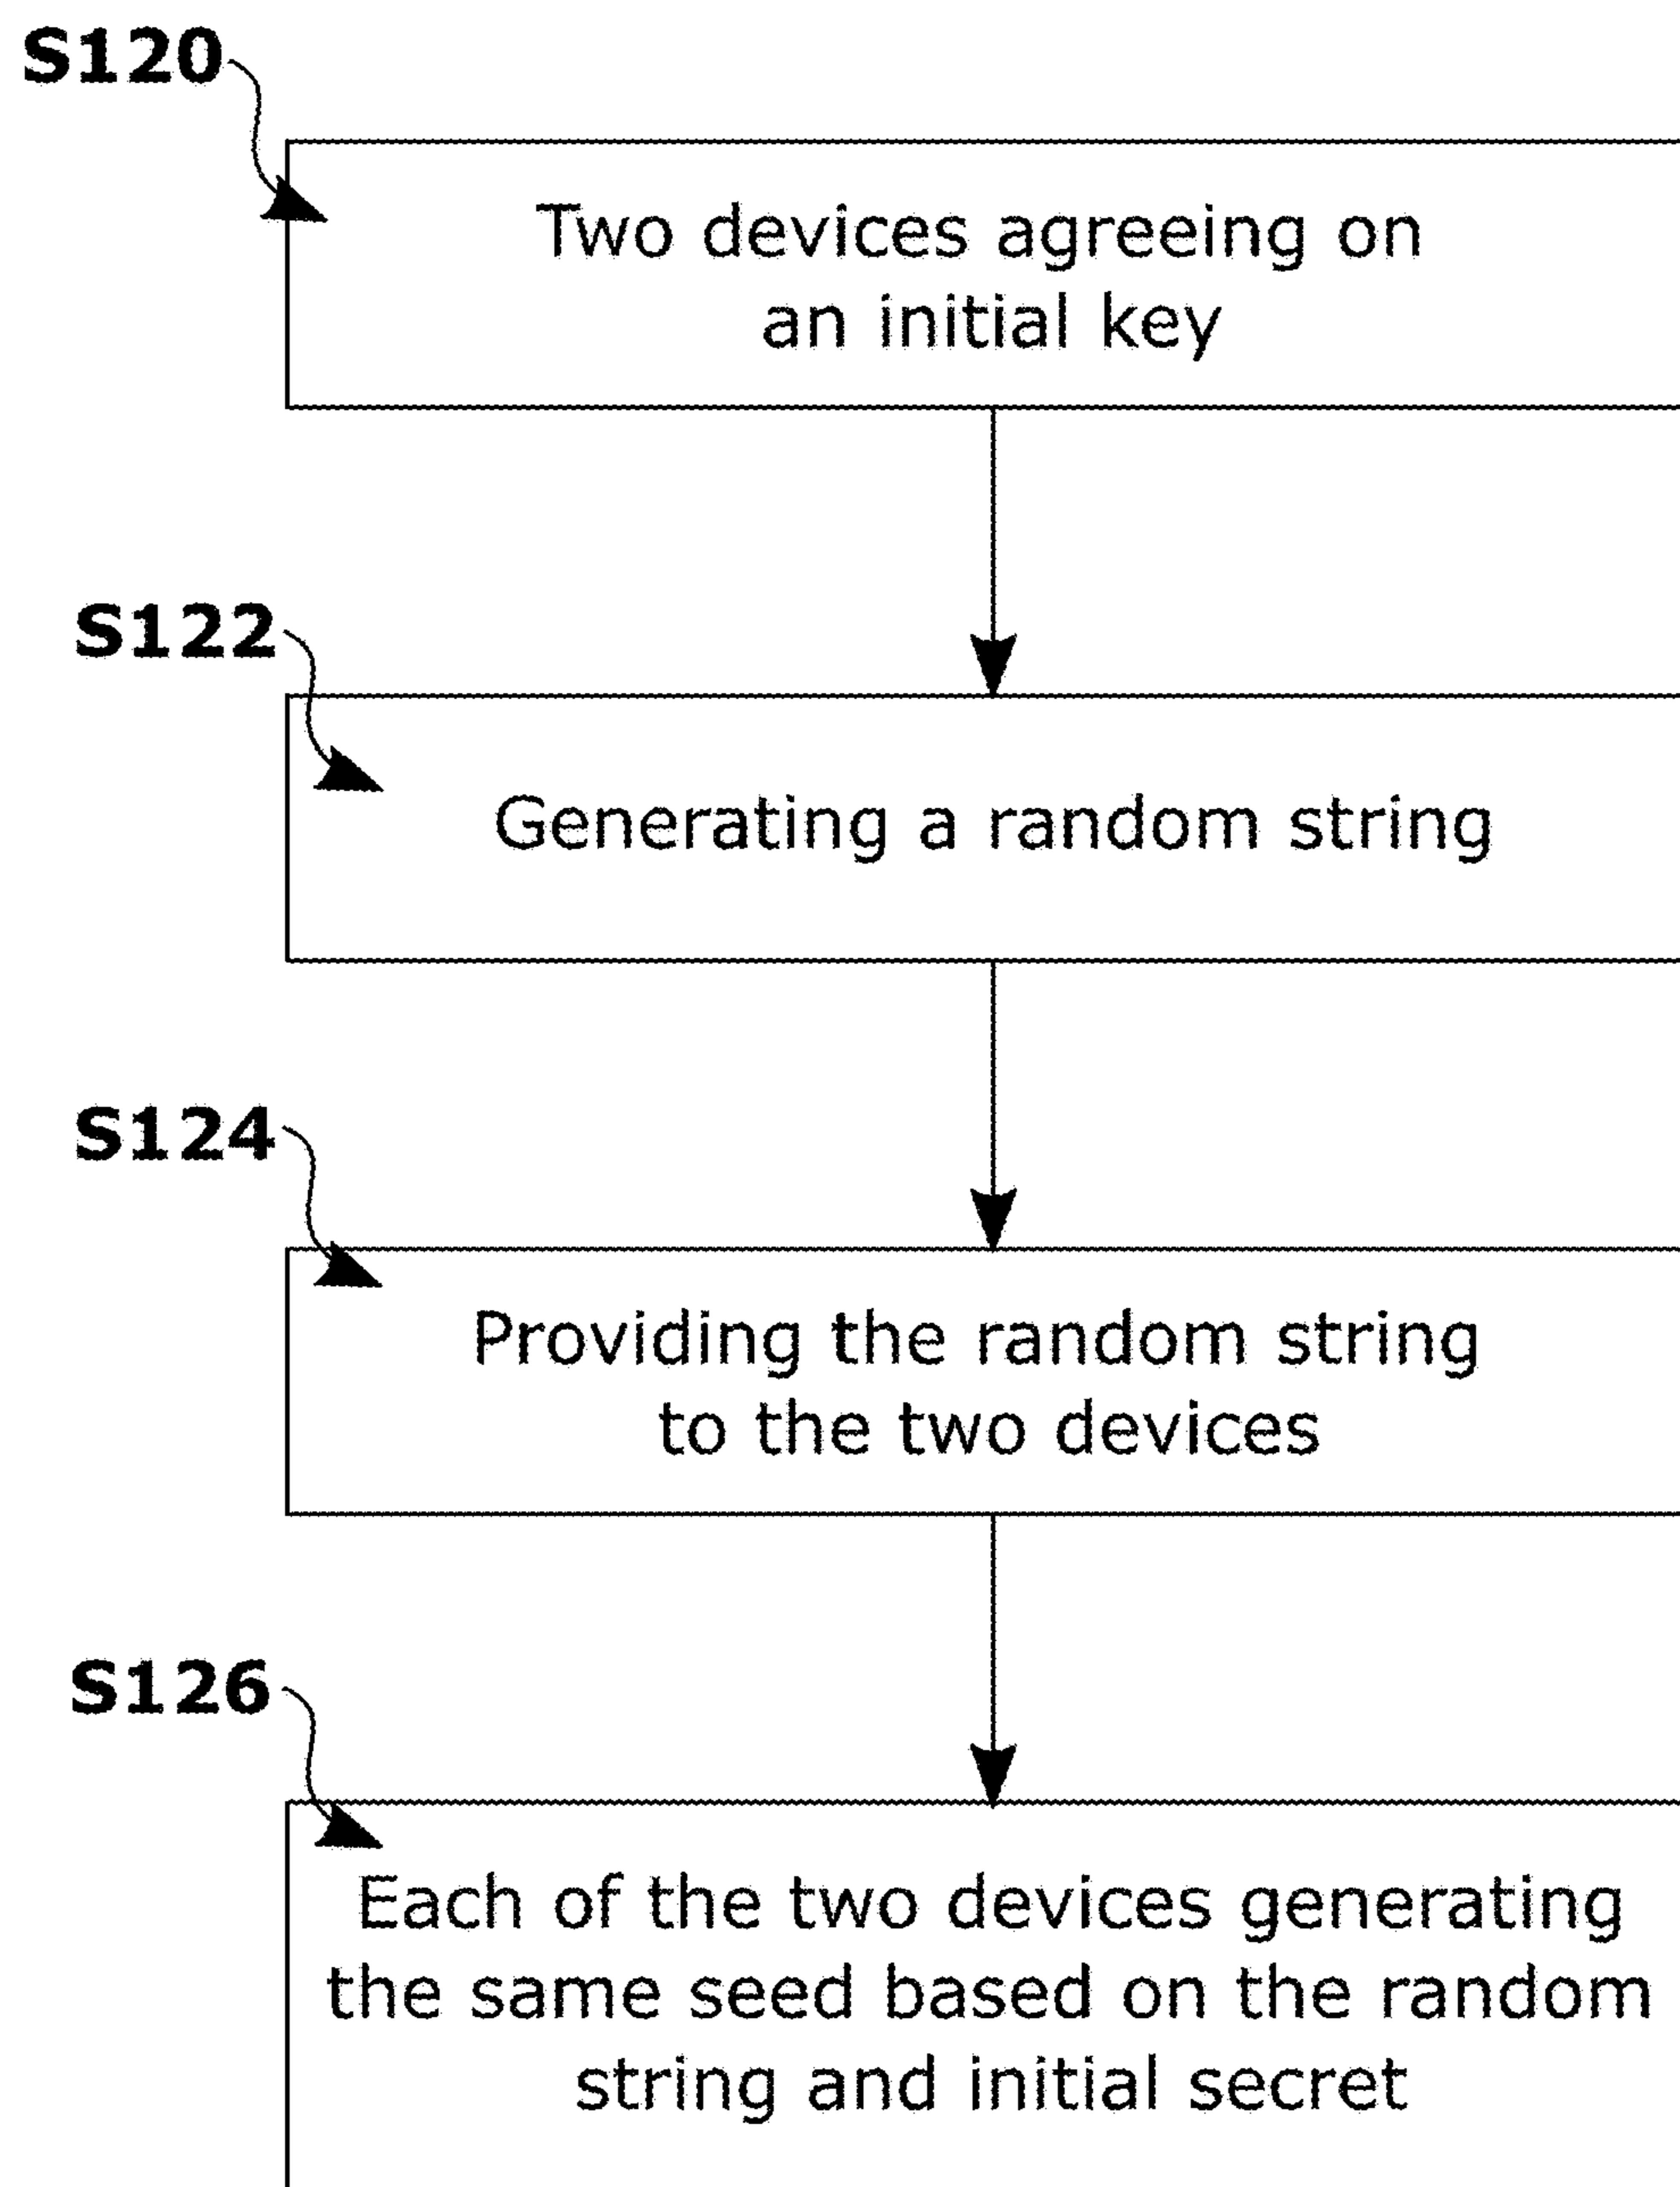 S120
Two devices agreeing on
an initial key
S122
Generating a random string
S124
Providing the random string
to the two devices
S126
Each of the two devices generating
the same seed based on the random
string and initial secret